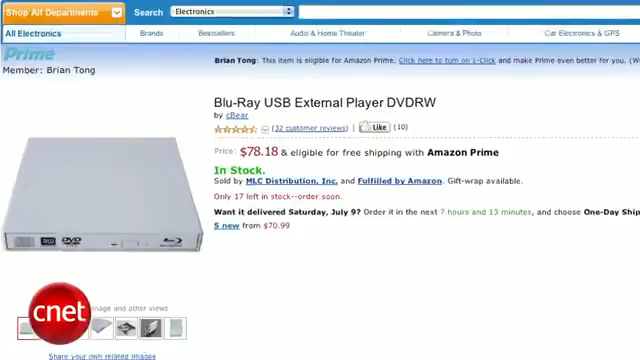 Shop All Departments
Search
Electronics
All Electronics
Brands
Bestsellers
Audio & Home Theater
Camera & Photo
Car Electronics & GPS
Prime
Member: Brian Tong
Brian Tong: This item is eligible for Amazon Prime. Click here to turn on 1-Click and make Prime even better for you. (W
Blu-Ray USB External Player DVDRW
by cBear
(32 customer reviews) | Like (10)
Price: $78.18 & eligible for free shipping with Amazon Prime
In Stock.
Sold by MLC Distribution, Inc. and Fulfilled by Amazon. Gift-wrap available.
Only 17 left in stock--order soon.
Want it delivered Saturday, July 9? Order it in the next 7 hours and 13 minutes, and choose One-Day Ship
5 new from $70.99
DVD
cnet
image and other views
Share your own related images